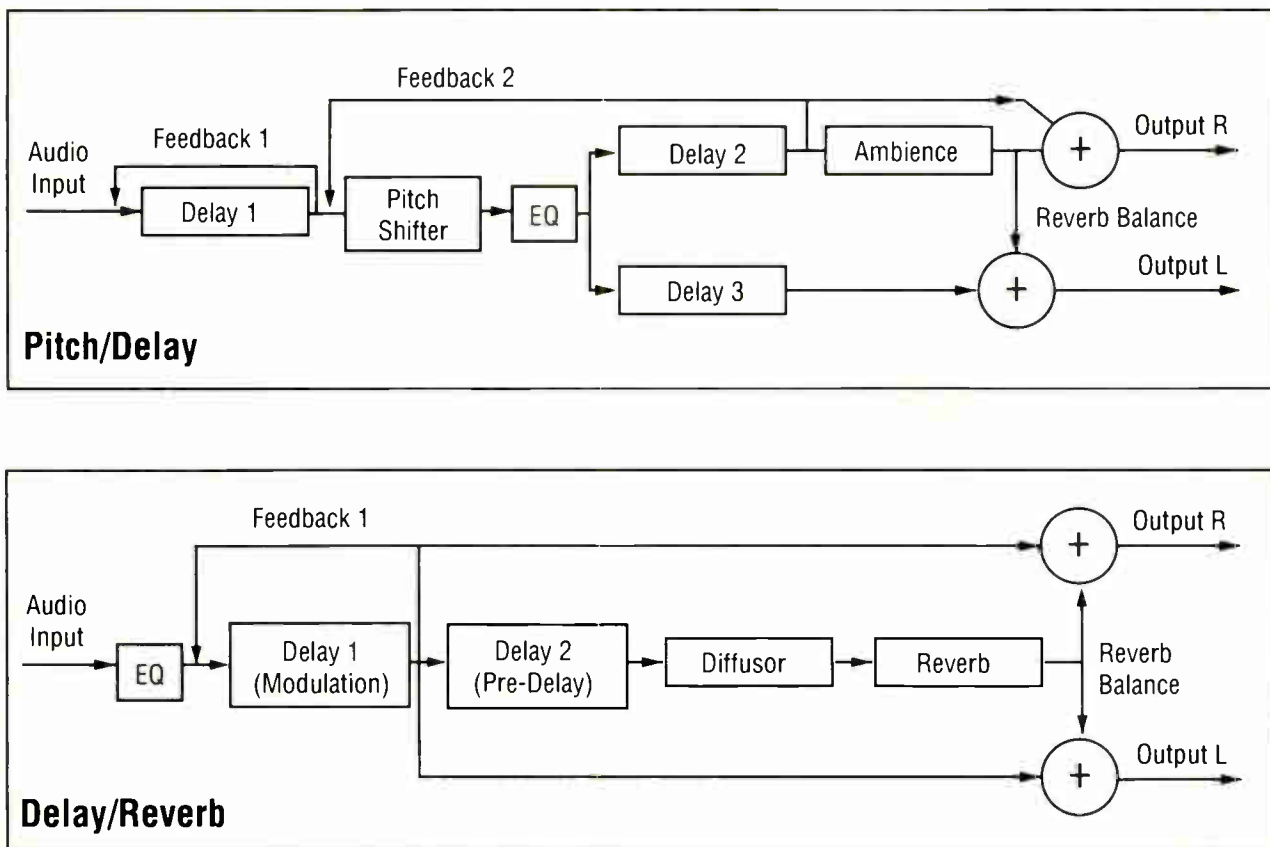 Feedback 2
Feedback 1
Audio
Input
Delay 1
Pitch
Shifter
EQ
Delay 2
Ambience
+
Output R
Reverb Balance
Delay 3
+
Output L
Pitch/Delay
Feedback 1
+
Output R
Audio
Input
EQ
Delay 1
(Modulation)
Delay 2
(Pre-Delay)
Diffusor
Reverb
Reverb
Balance
+
Output L
Delay/Reverb